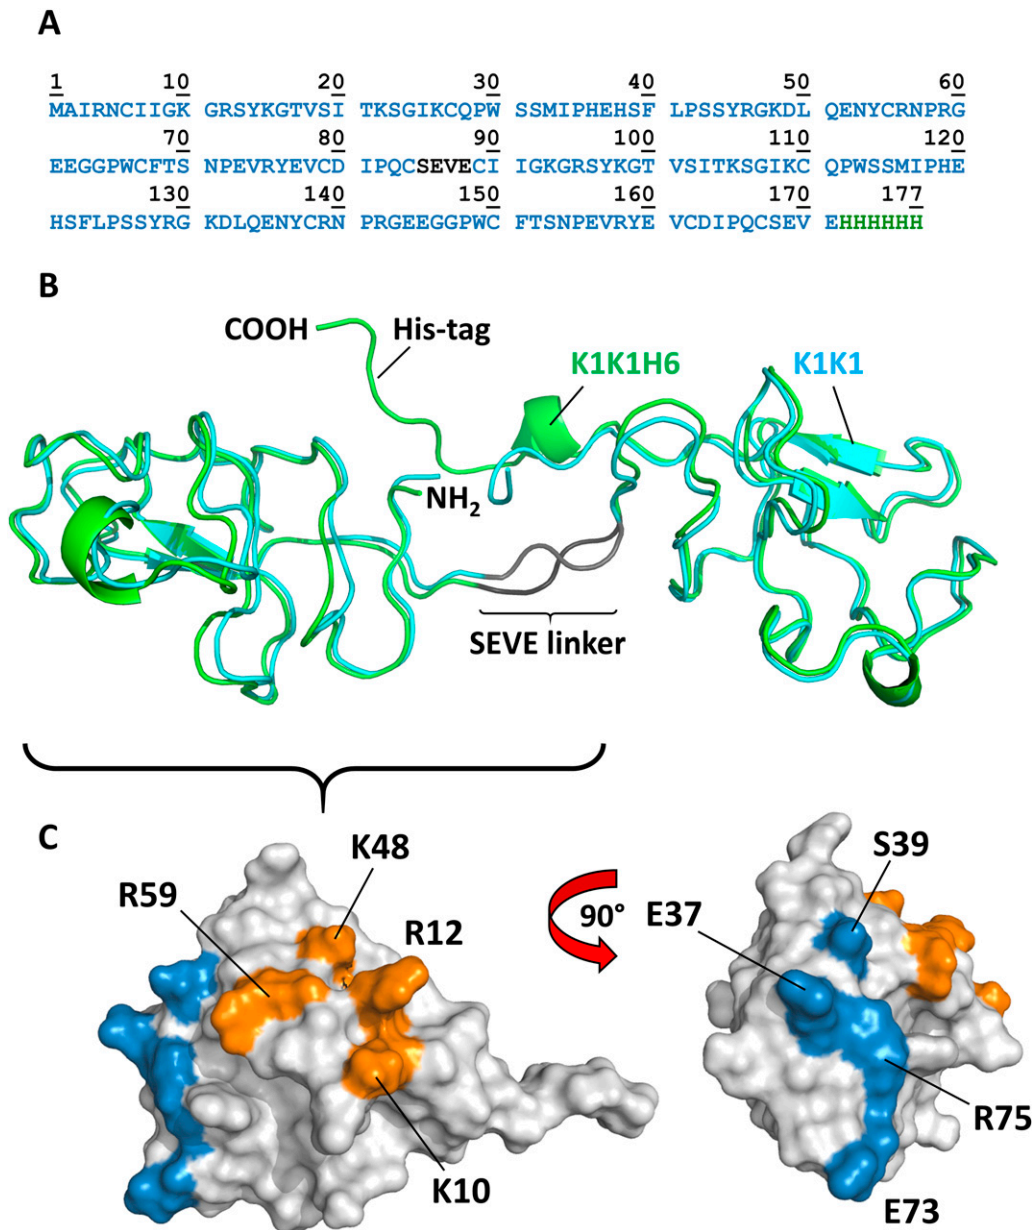 A
1 10 20 30 40 50 60
MAIRNCIIGK GRSYKGTVSI TKSGIKCQPW SSMIPHEHSF LPSSYRGKDL QENYCRNPRG
70 80 90 100 110 120
EEGGPWCFTS NPEVRYEVCD IPQCSEVECI IGKGRSYKGT VSITKSGIKC QPWSSMIPHE
130 140 150 160 170 177
HSFLPSSYRG KDLQENYCRN PRGEEGGPWC FTSNPEVRYE VCDIPQCSEV EHHHHHH
B
COOH His-tag K1K1H6 K1K1
NH2
SEVE linker
C
K48 S39
R59 R12 90° E37
R75
K10 E73